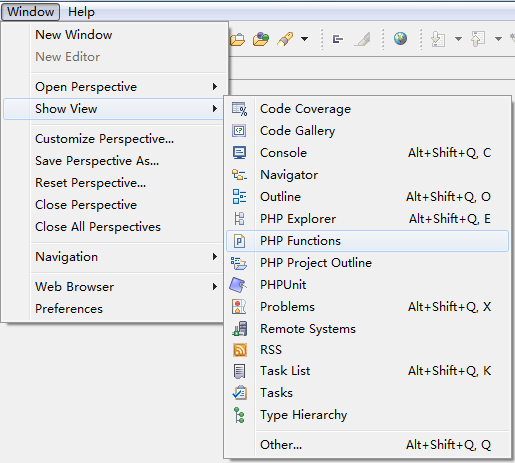 Window Help
New Window
New Editor
Open Perspective
Show View
Customize Perspective...
Save Perspective As...
Reset Perspective...
Close Perspective
Close All Perspectives
Navigation
Web Browser
Preferences
Code Coverage
Code Gallery
Console Alt+Shift+Q, C
Navigator
Outline Alt+Shift+Q, O
PHP Explorer Alt+Shift+Q, E
PHP Functions
PHP Project Outline
PHPUnit
Problems Alt+Shift+Q, X
Remote Systems
RSS
Task List Alt+Shift+Q, K
Tasks
Type Hierarchy
Other... Alt+Shift+Q, Q